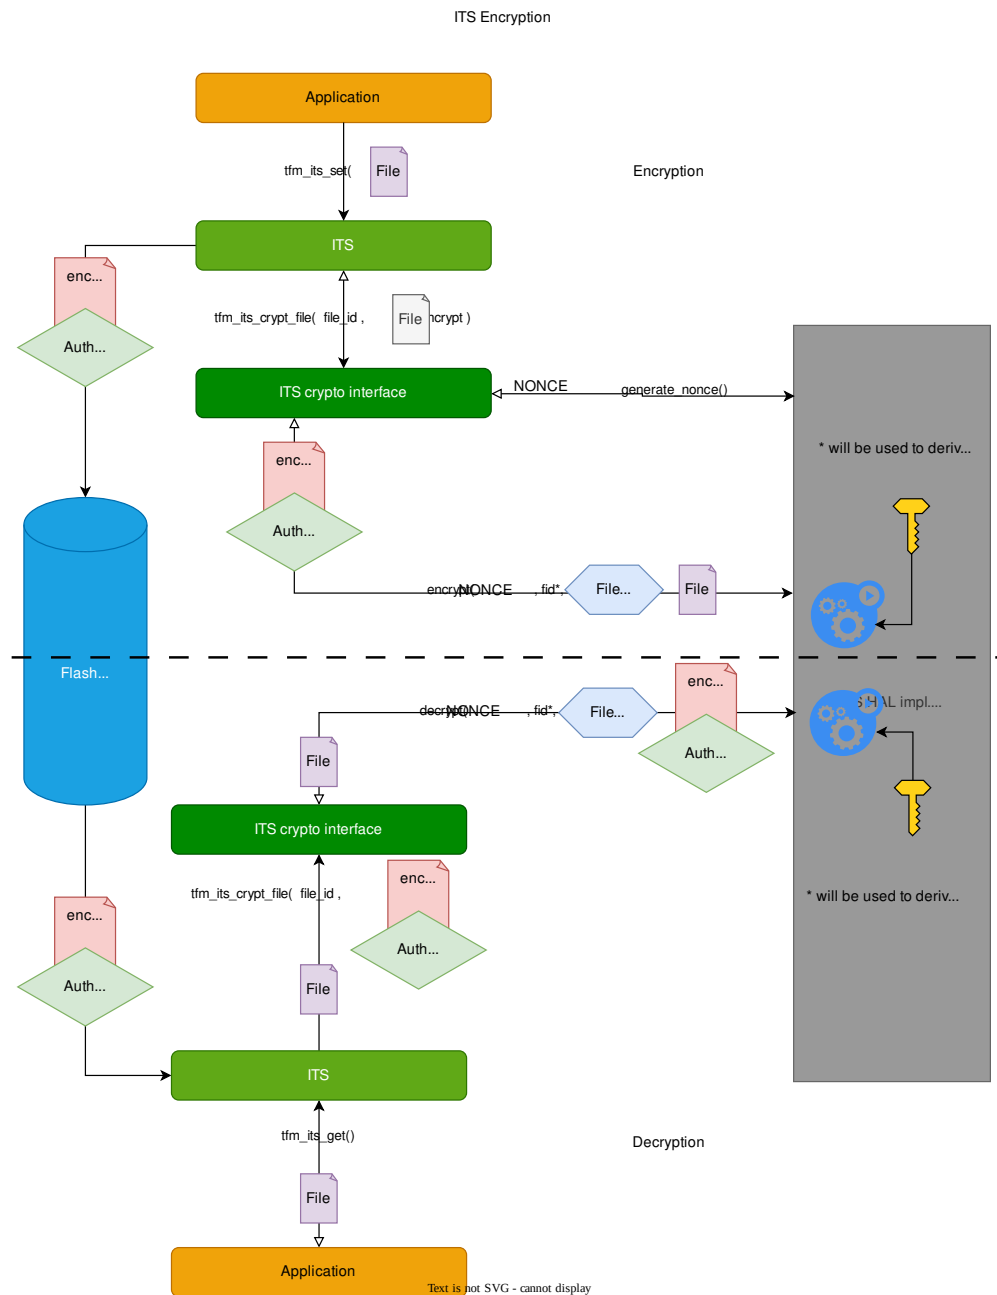 ITS Encryption
Application
tfm_its_set(
File
Encryption
ITS
enc...
Auth...
tfm_its_crypt_file( file_id ,
File
ncrypt )
ITS crypto interface
NONCE
generate_nonce()
* will be used to deriv...
enc...
Auth...
NONCE
, fid*,
File...
File
Flash...
enc...
NONCE
, fid*,
File...
HAL impl....
Auth...
File
ITS crypto interface
tfm_its_crypt_file( file_id ,
enc...
Auth...
* will be used to deriv...
enc...
Auth...
File
ITS
tfm_its_get()
Decryption
File
Application
Text is not SVG - cannot display